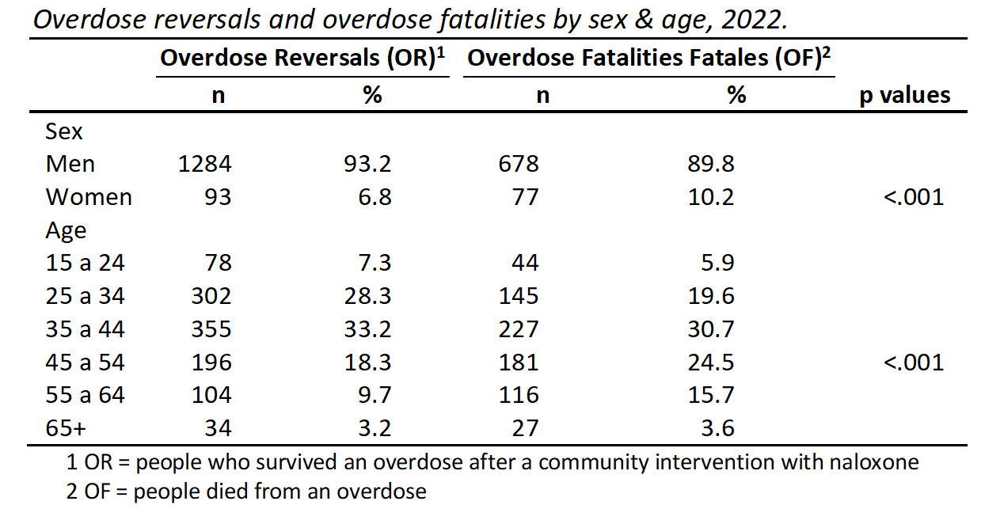 Overdose reversals and overdose fatalities by sex & age, 2022.
Overdose Reversals (OR)1 Overdose Fatalities Fatales (OF)2
n % n % p values
Sex
Men 1284 93.2 678 89.8
Women 93 6.8 77 10.2 <.001
Age
15 a 24 78 7.3 44 5.9
25 a 34 302 28.3 145 19.6
35 a 44 355 33.2 227 30.7
45 a 54 196 18.3 181 24.5 <.001
55 a 64 104 9.7 116 15.7
65+ 34 3.2 27 3.6
1 OR = people who survived an overdose after a community intervention with naloxone
2 OF = people died from an overdose